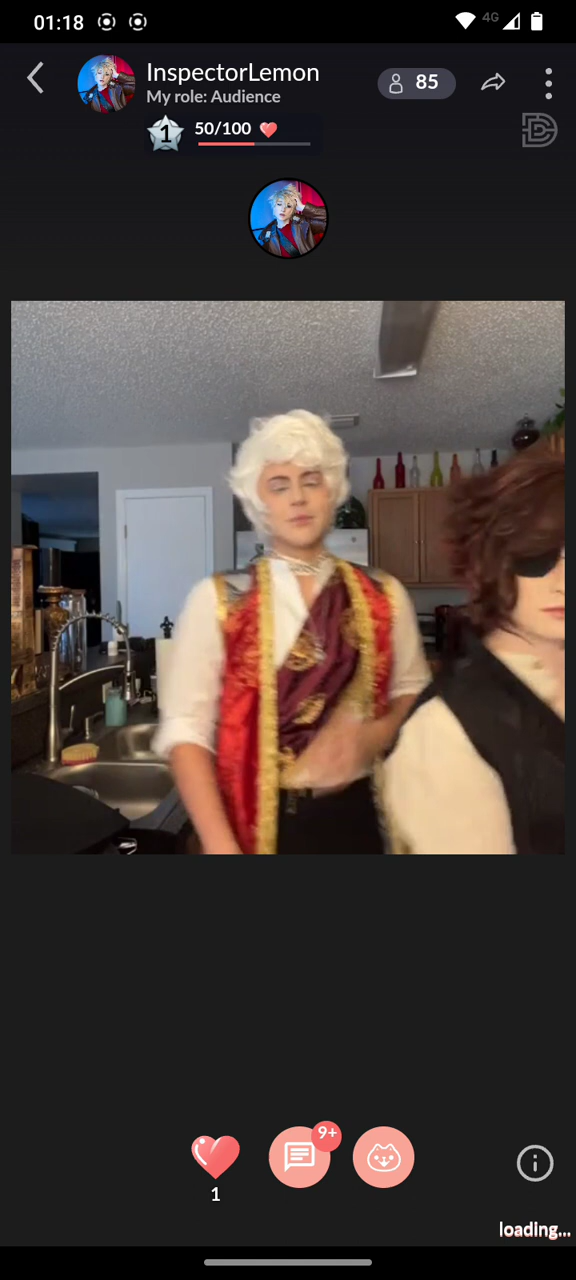 01:18
4G
InspectorLemon
My role: Audience
85
1
50/100
9+
1
loading...